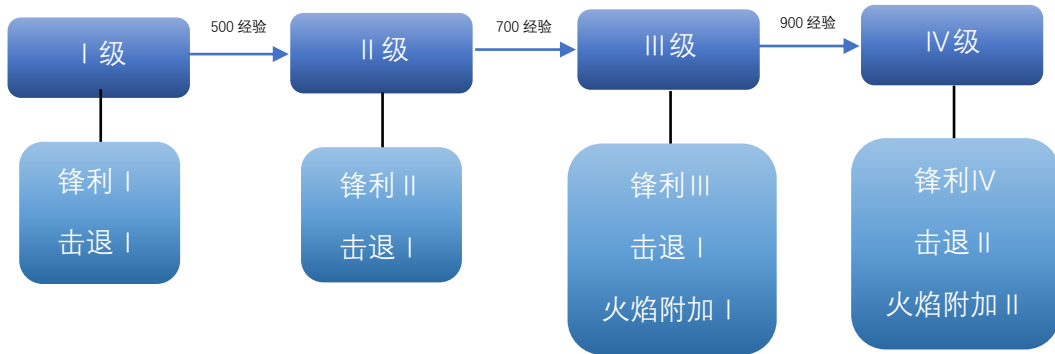 Ⅰ级
500 经验
Ⅱ级
700 经验
Ⅲ级
900 经验
Ⅳ级
锋利Ⅰ
击退Ⅰ
锋利Ⅱ
击退Ⅰ
锋利Ⅲ
击退Ⅰ
火焰附加Ⅰ
锋利Ⅳ
击退Ⅱ
火焰附加Ⅱ